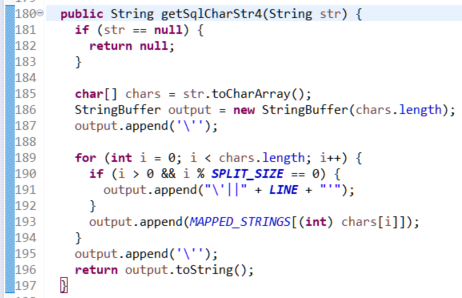 180 public String getSqlCharStr4(String str) {
181 if (str == null) {
182 return null;
183 }
184
185 char[] chars = str.toCharArray();
186 StringBuffer output = new StringBuffer(chars.length);
187 output.append('\'');
188
189 for (int i = 0; i < chars.length; i++) {
190 if (i > 0 && i % SPLIT_SIZE == 0) {
191 output.append("\'||" + LINE + "'");
192 }
193 output.append(MAPPED_STRINGS[(int) chars[i]]);
194 }
195 output.append('\'');
196 return output.toString();
197 }